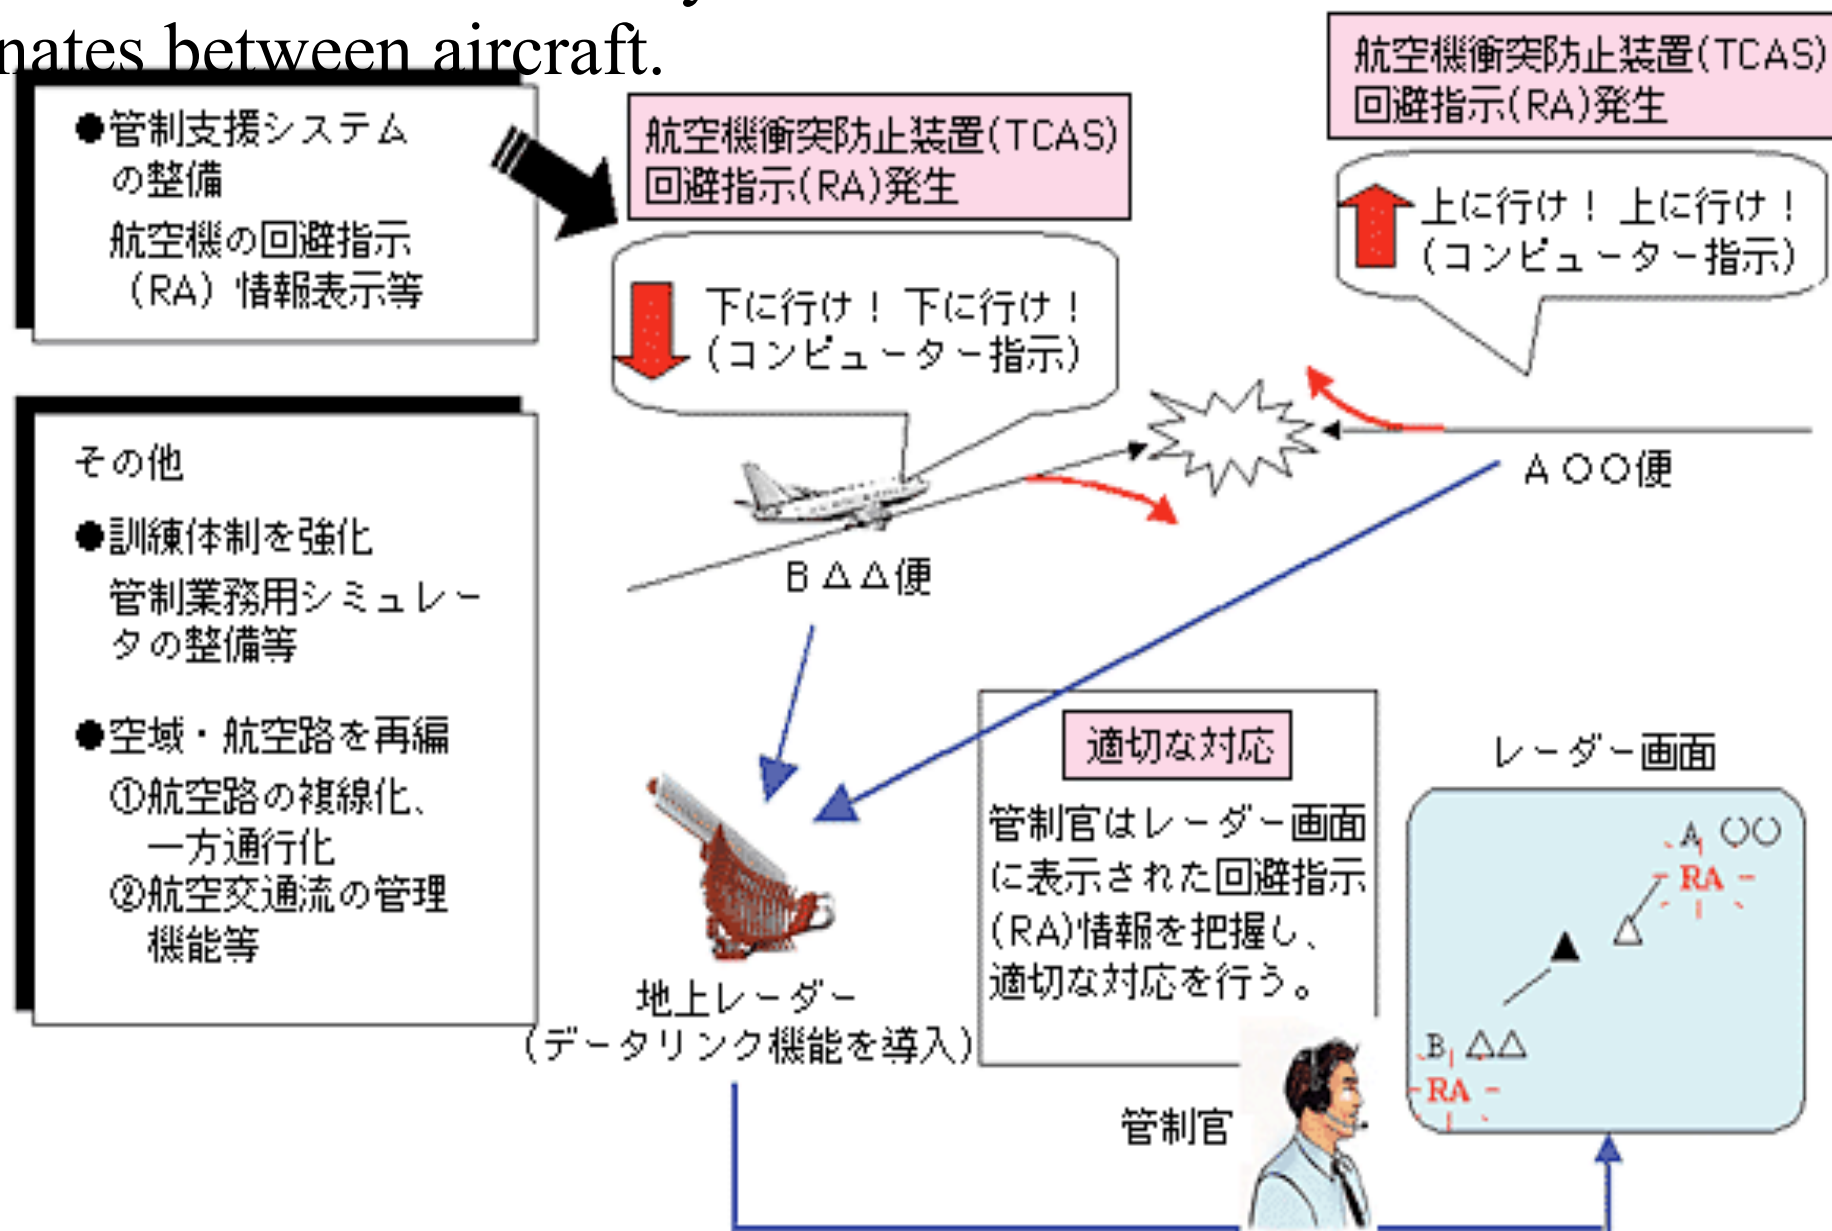 nates between aircraft.
●管制支援システム
の整備
航空機の回避指示
(RA)情報表示等
航空機衝突防止装置(TCAS)
回避指示(RA)発生
下に行け！ 下に行け！
(コンピューター指示)
航空機衝突防止装置(TCAS)
回避指示(RA)発生
上に行け！ 上に行け！
(コンピューター指示)
A〇〇便
B△△便
その他
●訓練体制を強化
管制業務用シミュレー
タの整備等
●空域・航空路を再編
①航空路の複線化、
一方通行化
②航空交通流の管理
機能等
地上レーダー
(データリンク機能を導入)
適切な対応
管制官はレーダー画面
に表示された回避指示
(RA)情報を把握し、
適切な対応を行う。
管制官
レーダー画面
A 〇〇
RA
B △△
RA